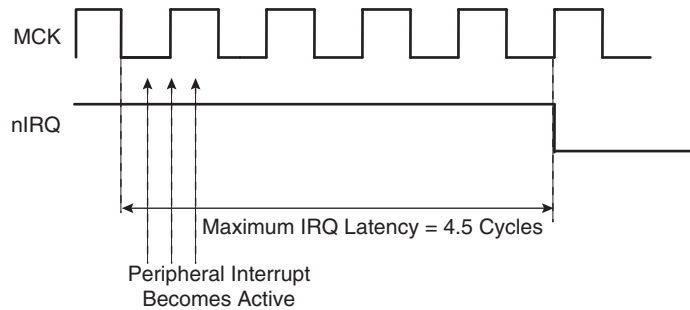 MCK
nIRQ
Maximum IRQ Latency = 4.5 Cycles
Peripheral Interrupt
Becomes Active